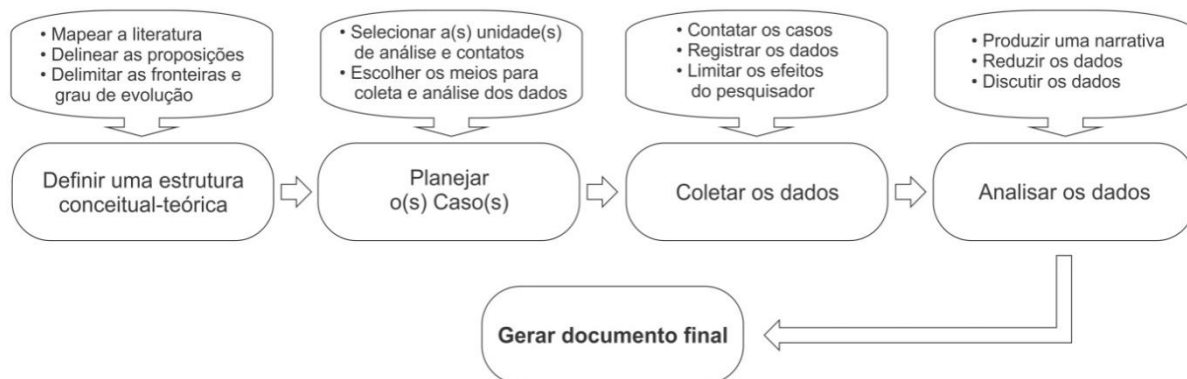 • Mapear a literatura
• Delinear as proposições
• Delimitar as fronteiras e
grau de evolução
• Selecionar a(s) unidade(s)
de análise e contatos
• Escolher os meios para
coleta e análise dos dados
• Contatar os casos
• Registrar os dados
• Limitar os efeitos
do pesquisador
• Produzir uma narrativa
• Reduzir os dados
• Discutir os dados
Definir uma estrutura
conceitual-teórica
Planejar
o(s) Caso(s)
Coletar os dados
Analisar os dados
Gerar documento final